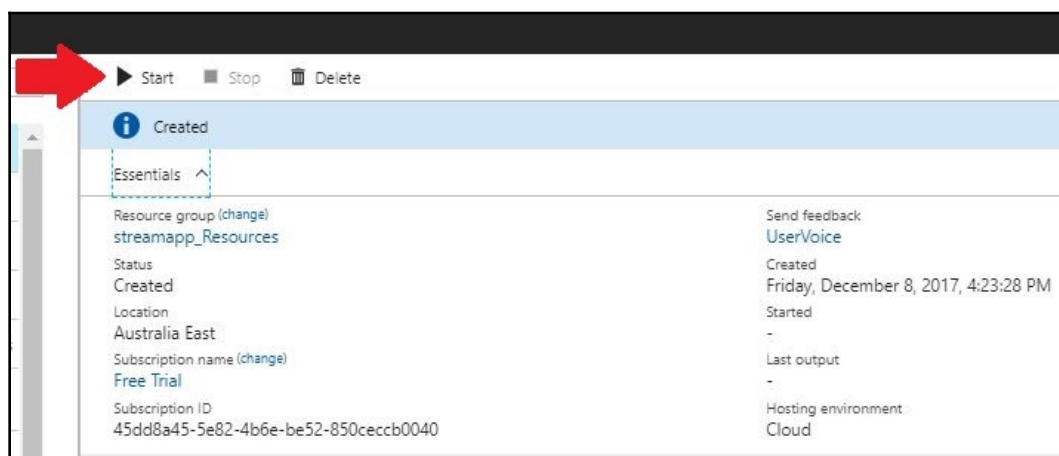 Start Stop Delete
Created
Essentials
Resource group (change)
streamapp_Resources
Status
Created
Location
Australia East
Subscription name (change)
Free Trial
Subscription ID
45dd8a45-5e82-4b6e-be52-850ceccb0040
Send feedback
UserVoice
Created
Friday, December 8, 2017, 4:23:28 PM
Started
-
Last output
-
Hosting environment
Cloud